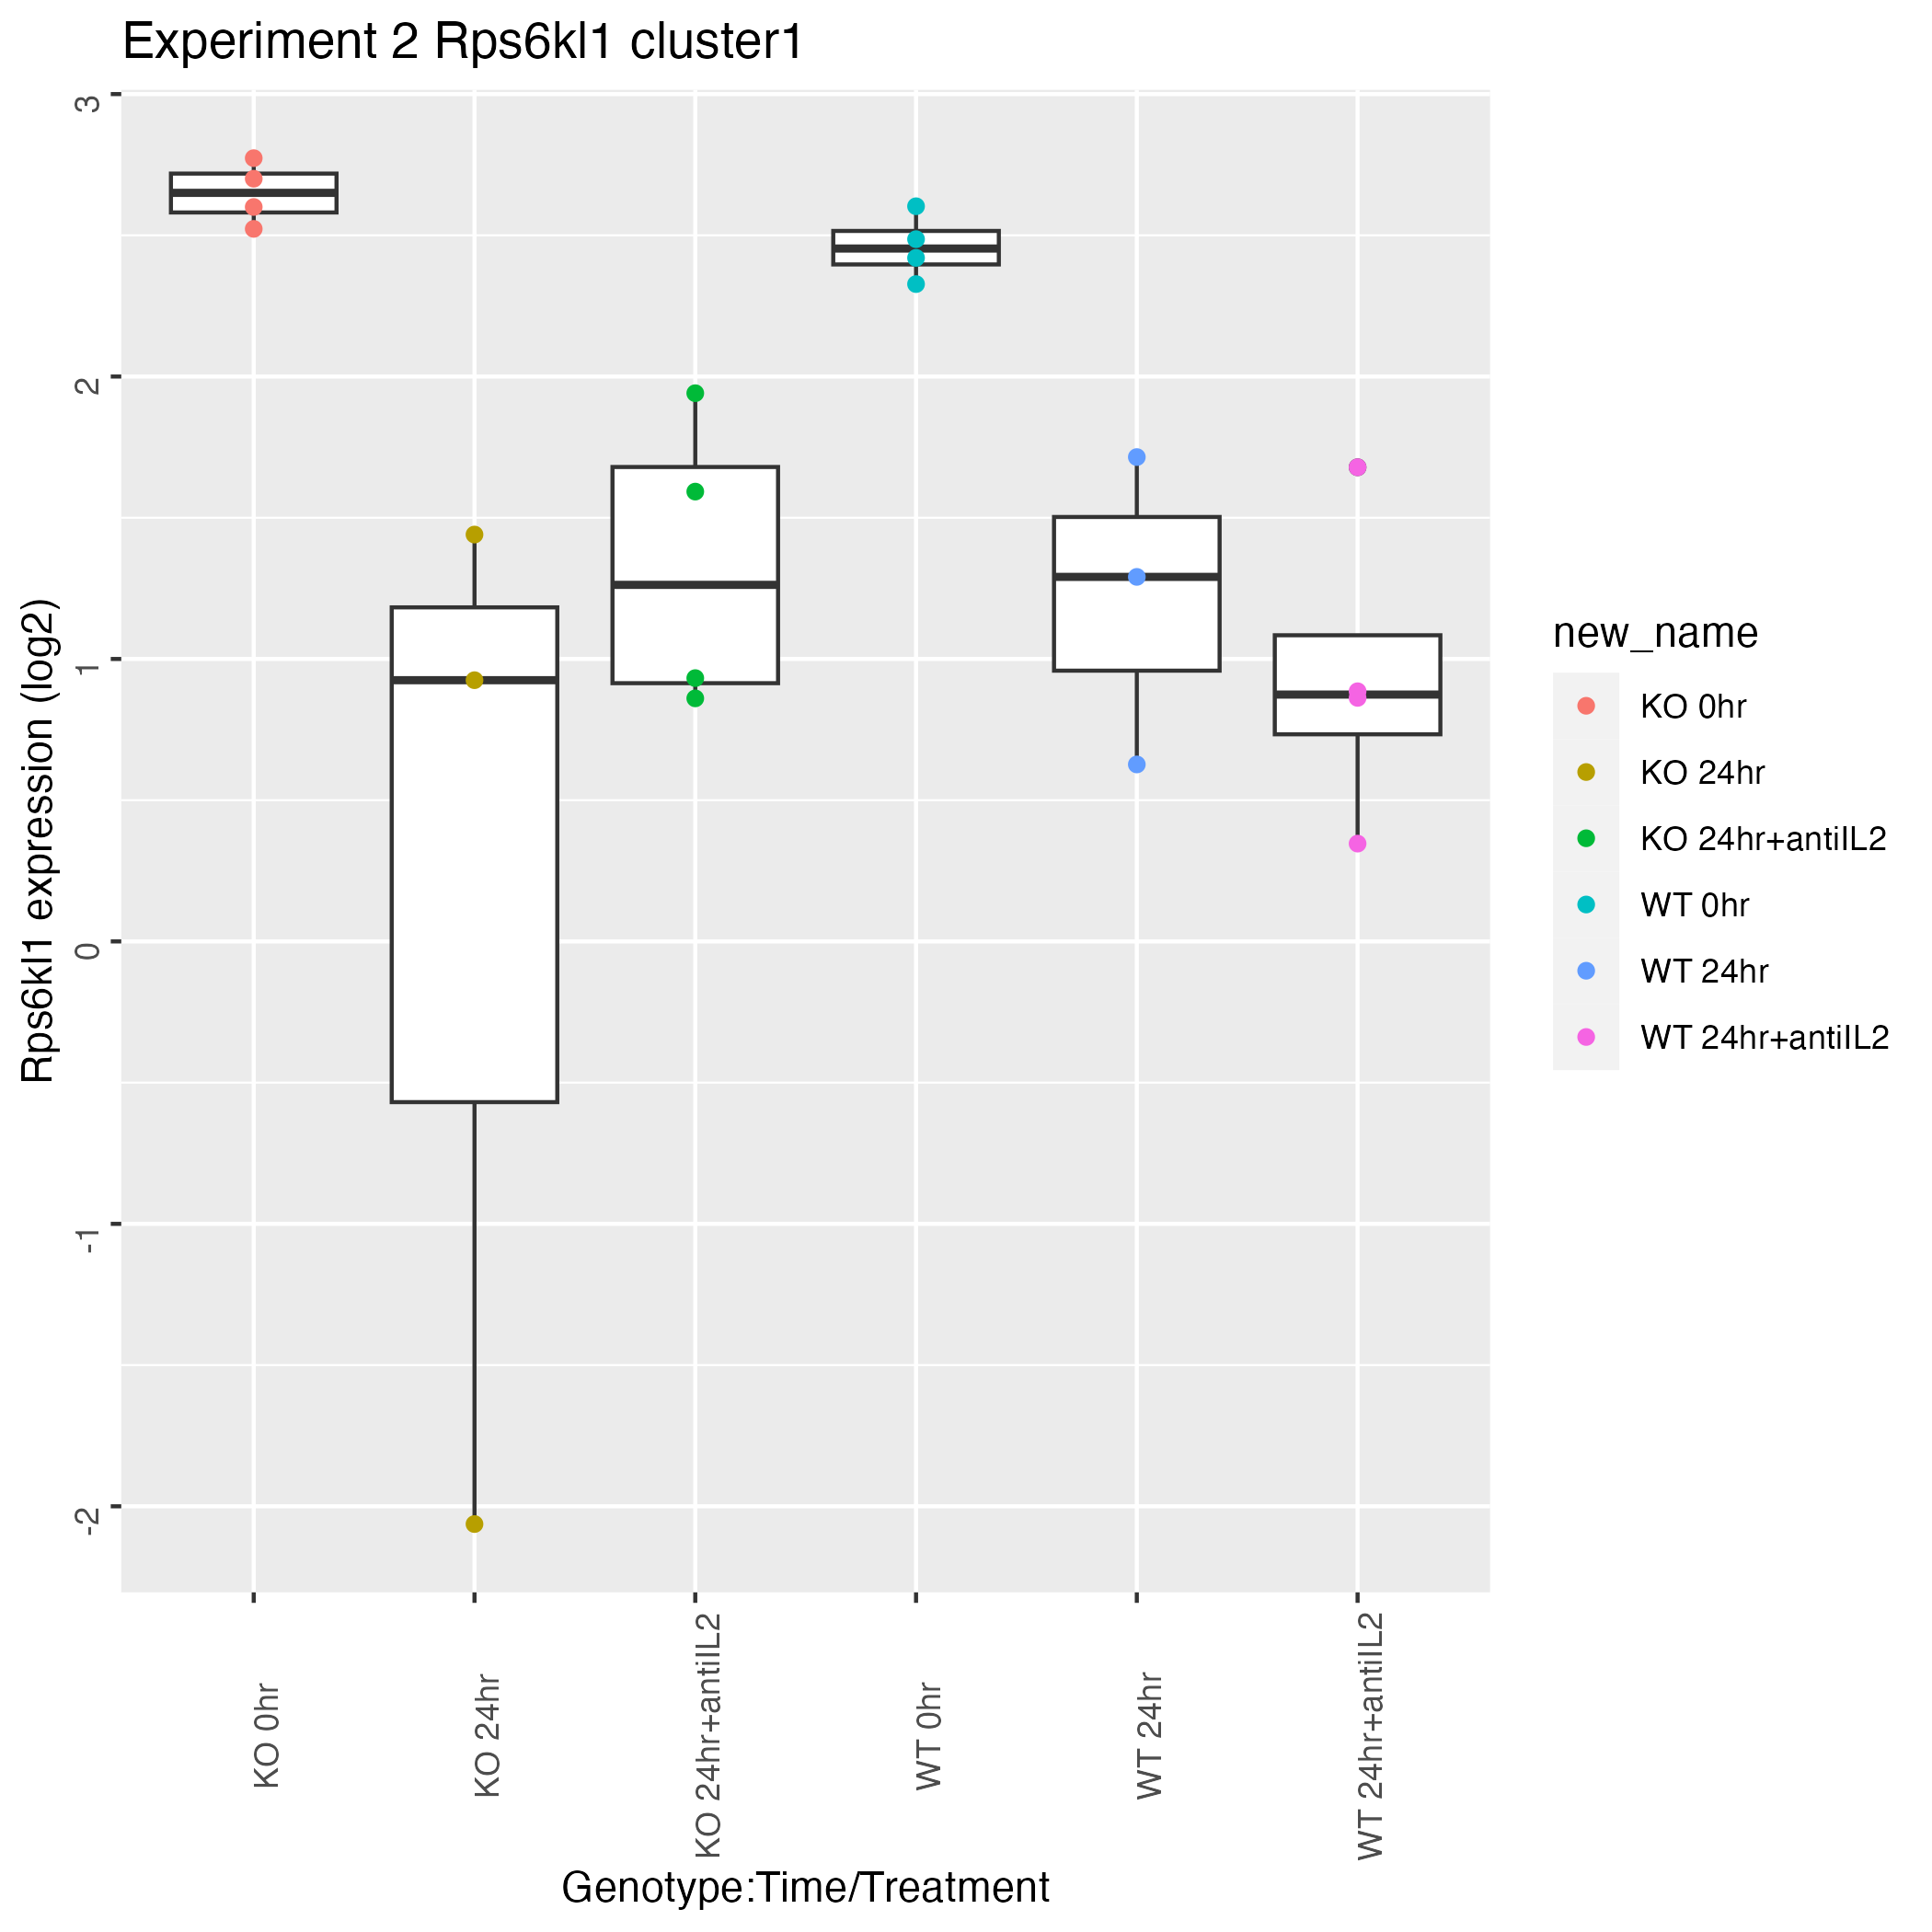 Experiment 2 Rps6kl1 cluster1
Rps6kl1 expression (log2)
3
2
1
0
-1
-2
KO 0hr
KO 24hr
KO 24hr+antiIL2
WT 0hr
WT 24hr
WT 24hr+antiIL2
Genotype:Time/Treatment
new_name
KO 0hr
KO 24hr
KO 24hr+antiIL2
WT 0hr
WT 24hr
WT 24hr+antiIL2